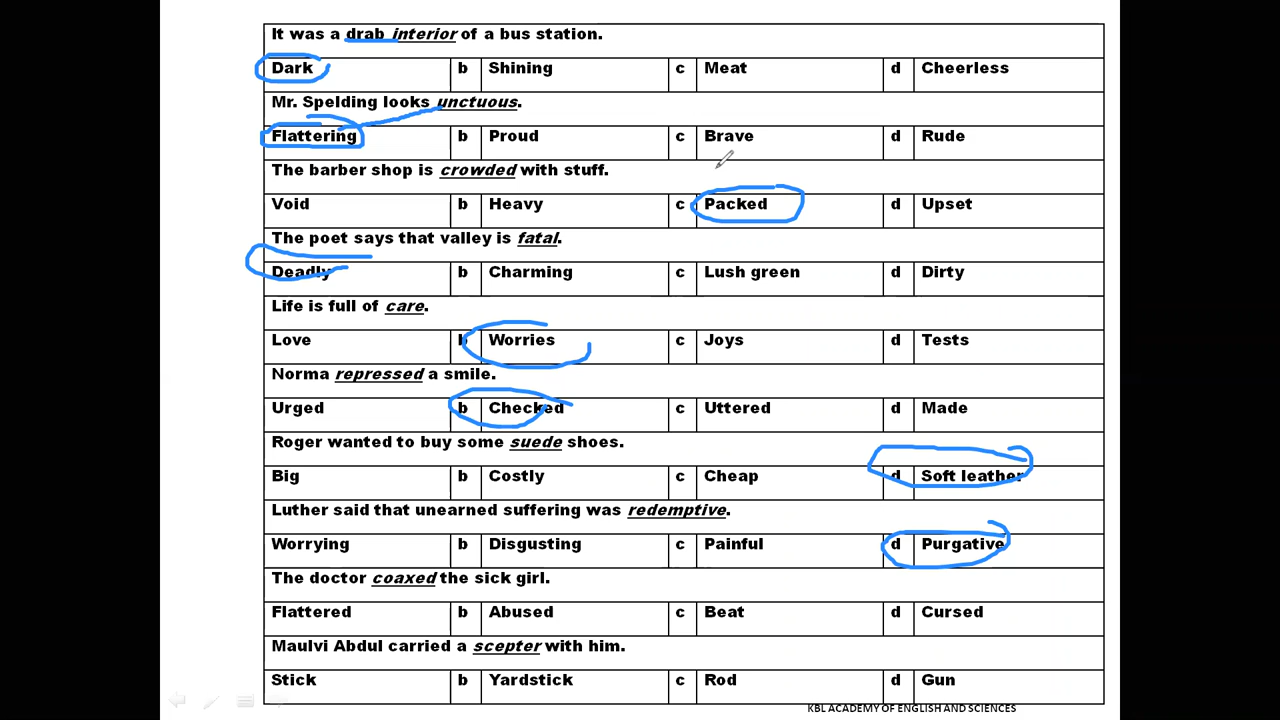 It was a drab interior of a bus station.
Dark b Shining c Meat d Cheerless
Mr. Spelding looks unctuous.
Flattering b Proud c Brave d Rude
The barber shop is crowded with stuff.
Void b Heavy c Packed d Upset
The poet says that valley is fatal.
Deadly b Charming c Lush green d Dirty
Life is full of care.
Love b Worries c Joys d Tests
Norma repressed a smile.
Urged b Checked c Uttered d Made
Roger wanted to buy some suede shoes.
Big b Costly c Cheap d Soft leather
Luther said that unearned suffering was redemptive.
Worrying b Disgusting c Painful d Purgative
The doctor coaxed the sick girl.
Flattered b Abused c Beat d Cursed
Maulvi Abdul carried a scepter with him.
Stick b Yardstick c Rod d Gun
KBL ACADEMY OF ENGLISH AND SCIENCES